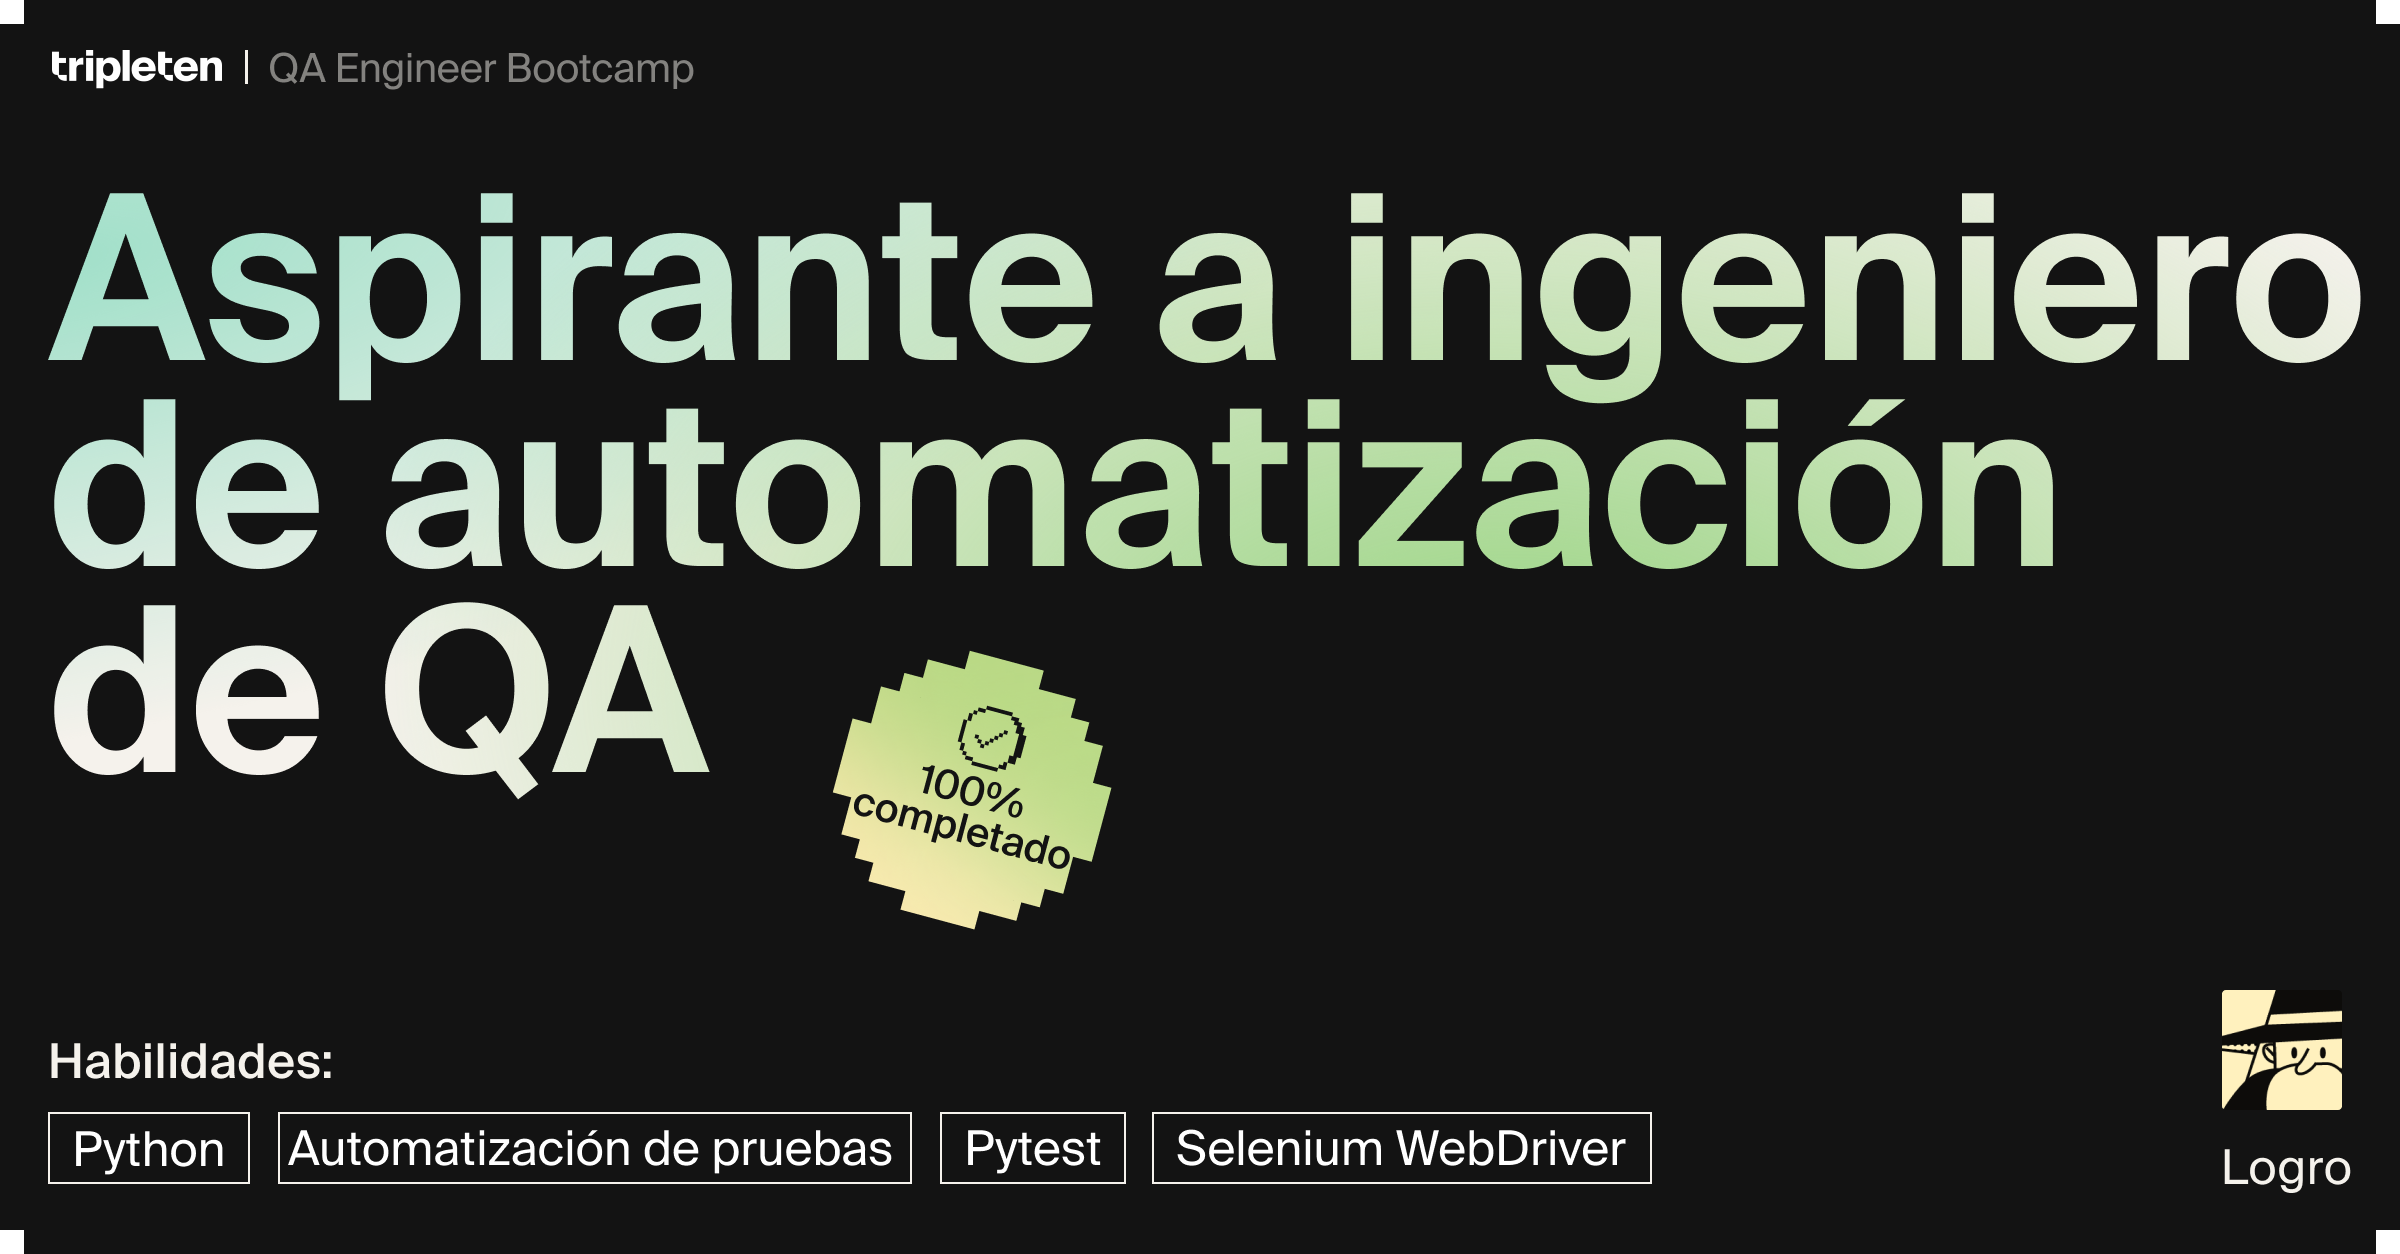 tripleten | QA Engineer Bootcamp
Aspirante a ingeniero
de automatización
de QA
100%
completado
Habilidades:
Python
Automatización de pruebas
Pytest
Selenium WebDriver
Logro